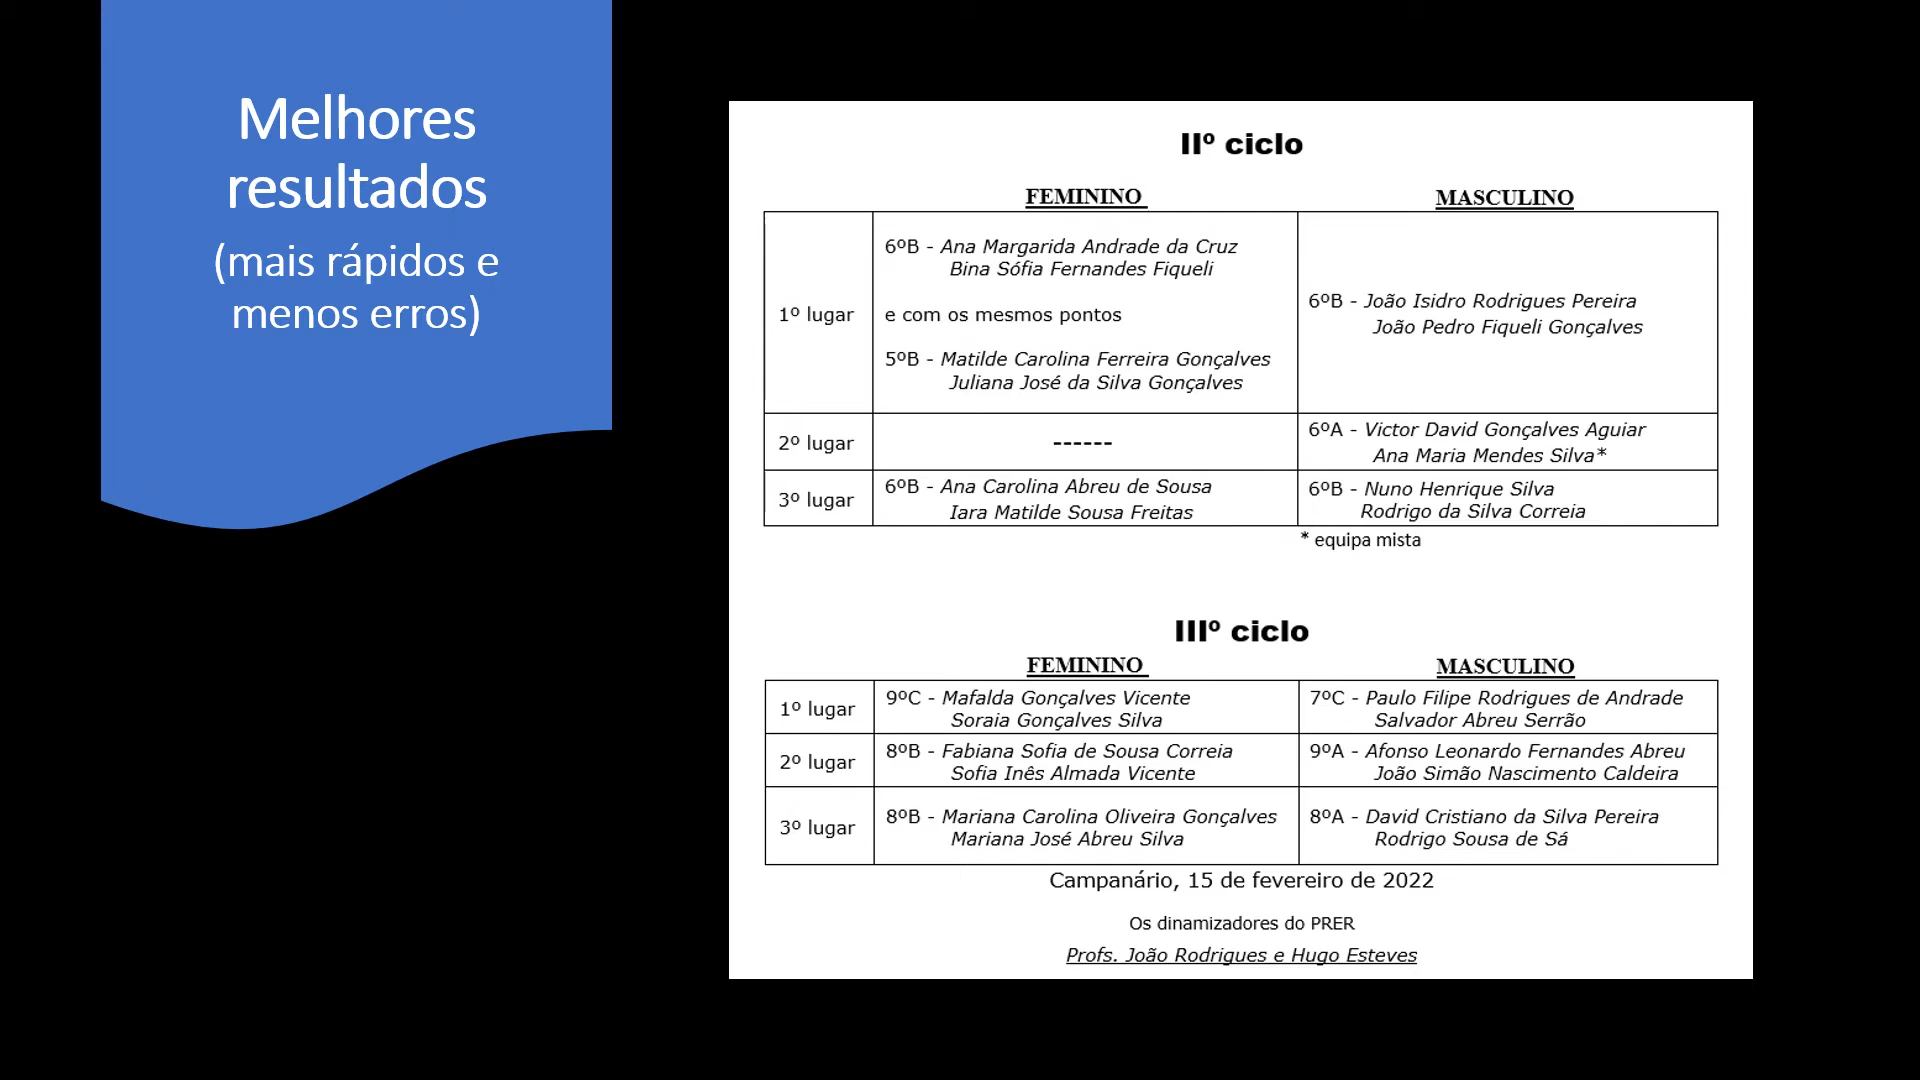 Melhores
resultados
(mais rápidos e
menos erros)
IIº ciclo
FEMININO
MASCULINO
1º lugar
6ºB - Ana Margarida Andrade da Cruz
Bina Sófia Fernandes Fiqueli
e com os mesmos pontos
5ºB - Matilde Carolina Ferreira Gonçalves
Juliana José da Silva Gonçalves
6ºB - João Isidro Rodrigues Pereira
João Pedro Fiqueli Gonçalves
2º lugar
------
6ºA - Victor David Gonçalves Aguiar
Ana Maria Mendes Silva*
3º lugar
6ºB - Ana Carolina Abreu de Sousa
Iara Matilde Sousa Freitas
6ºB - Nuno Henrique Silva
Rodrigo da Silva Correia
* equipa mista
IIIº ciclo
FEMININO
MASCULINO
1º lugar
9ºC - Mafalda Gonçalves Vicente
Soraia Gonçalves Silva
7ºC - Paulo Filipe Rodrigues de Andrade
Salvador Abreu Serrão
2º lugar
8ºB - Fabiana Sofia de Sousa Correia
Sofia Inês Almada Vicente
9ºA - Afonso Leonardo Fernandes Abreu
João Simão Nascimento Caldeira
3º lugar
8ºB - Mariana Carolina Oliveira Gonçalves
Mariana José Abreu Silva
8ºA - David Cristiano da Silva Pereira
Rodrigo Sousa de Sá
Campanário, 15 de fevereiro de 2022
Os dinamizadores do PRER
Profs. João Rodrigues e Hugo Esteves